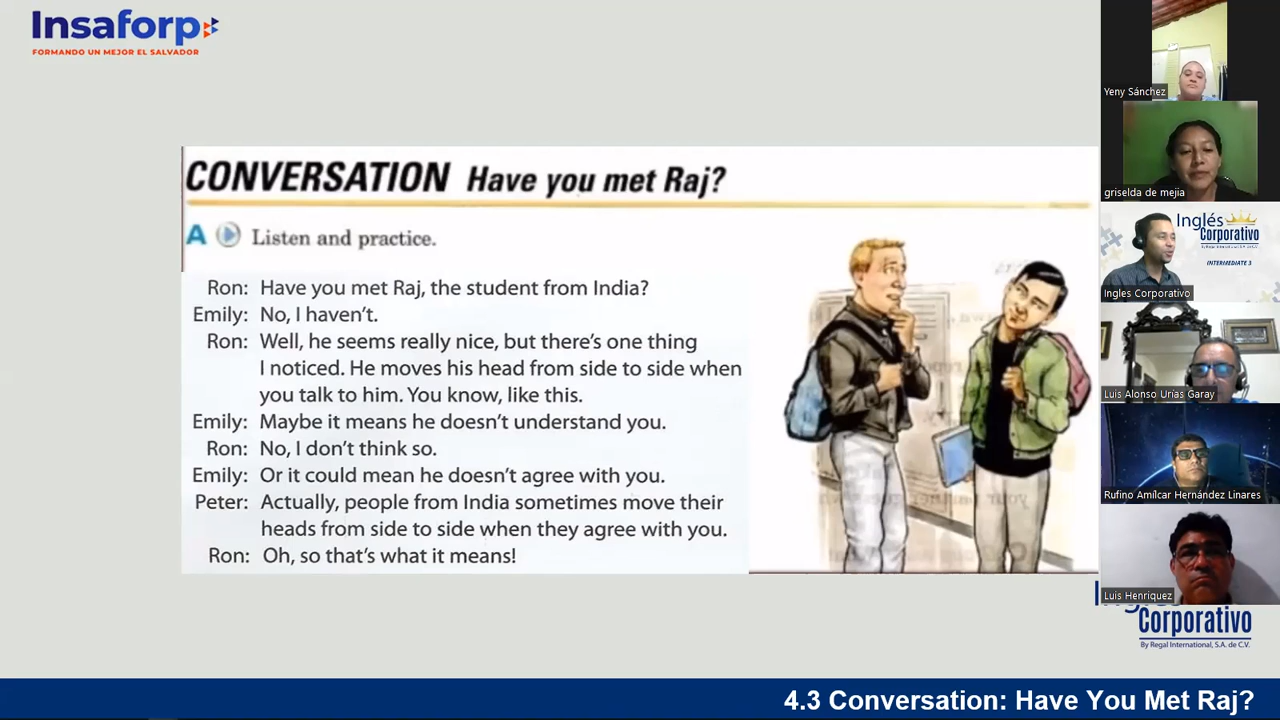 Insaforp
FORMANDO UN MEJOR EL SALVADOR
CONVERSATION Have you met Raj?
A Listen and practice.
Ron: Have you met Raj, the student from India?
Emily: No, I haven't.
Ron: Well, he seems really nice, but there's one thing
I noticed. He moves his head from side to side when
you talk to him. You know, like this.
Emily: Maybe it means he doesn't understand you.
Ron: No, I don't think so.
Emily: Or it could mean he doesn't agree with you.
Peter: Actually, people from India sometimes move their
heads from side to side when they agree with you.
Ron: Oh, so that's what it means!
Yeny Sánchez
griselda de mejia
Inglés
Corporativo
By Regal International, S.A. de C.V.
INTERMEDIATE 3
Ingles Corporativo
Luis Alonso Urías Garay
Rufino Amílcar Hernández Linares
Luis Henríquez
Corporativo
By Regal International, S.A. de C.V.
4.3 Conversation: Have You Met Raj?